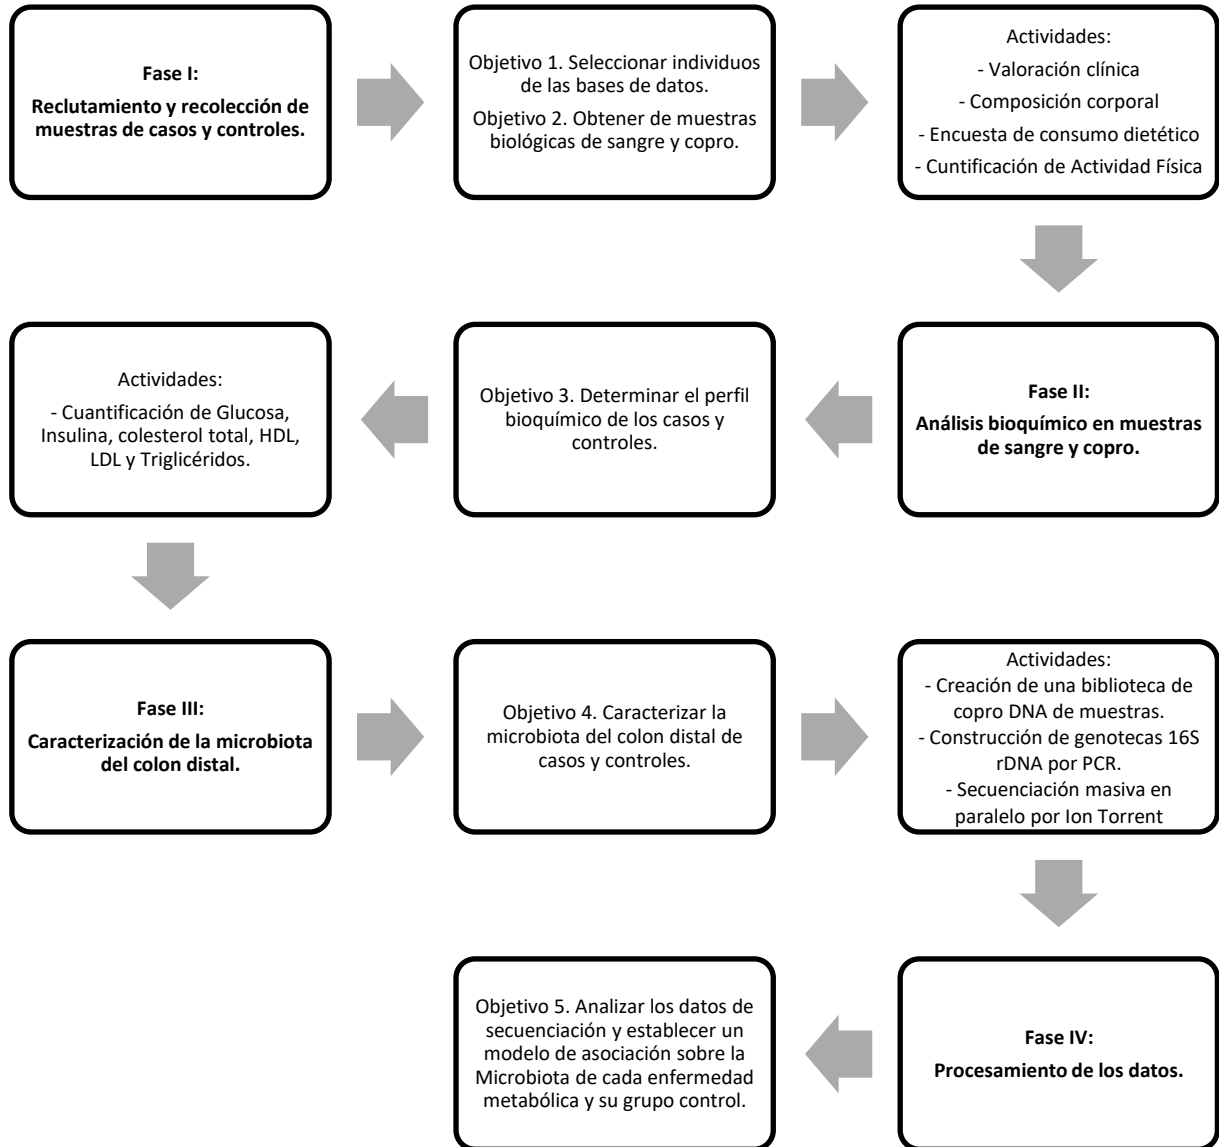 Fase I:
Reclutamiento y recolección de
muestras de casos y controles.
Objetivo 1. Seleccionar individuos
de las bases de datos.
Objetivo 2. Obtener de muestras
biológicas de sangre y copro.
Actividades:
- Valoración clínica
- Composición corporal
- Encuesta de consumo dietético
- Cuntificación de Actividad Física
Fase II:
Análisis bioquímico en muestras
de sangre y copro.
Objetivo 3. Determinar el perfil
bioquímico de los casos y
controles.
Actividades:
- Cuantificación de Glucosa,
Insulina, colesterol total, HDL,
LDL y Triglicéridos.
Fase III:
Caracterización de la microbiota
del colon distal.
Objetivo 4. Caracterizar la
microbiota del colon distal de
casos y controles.
Actividades:
- Creación de una biblioteca de
copro DNA de muestras.
- Construcción de genotecas 16S
rDNA por PCR.
- Secuenciación masiva en
paralelo por Ion Torrent
Fase IV:
Procesamiento de los datos.
Objetivo 5. Analizar los datos de
secuenciación y establecer un
modelo de asociación sobre la
Microbiota de cada enfermedad
metabólica y su grupo control.